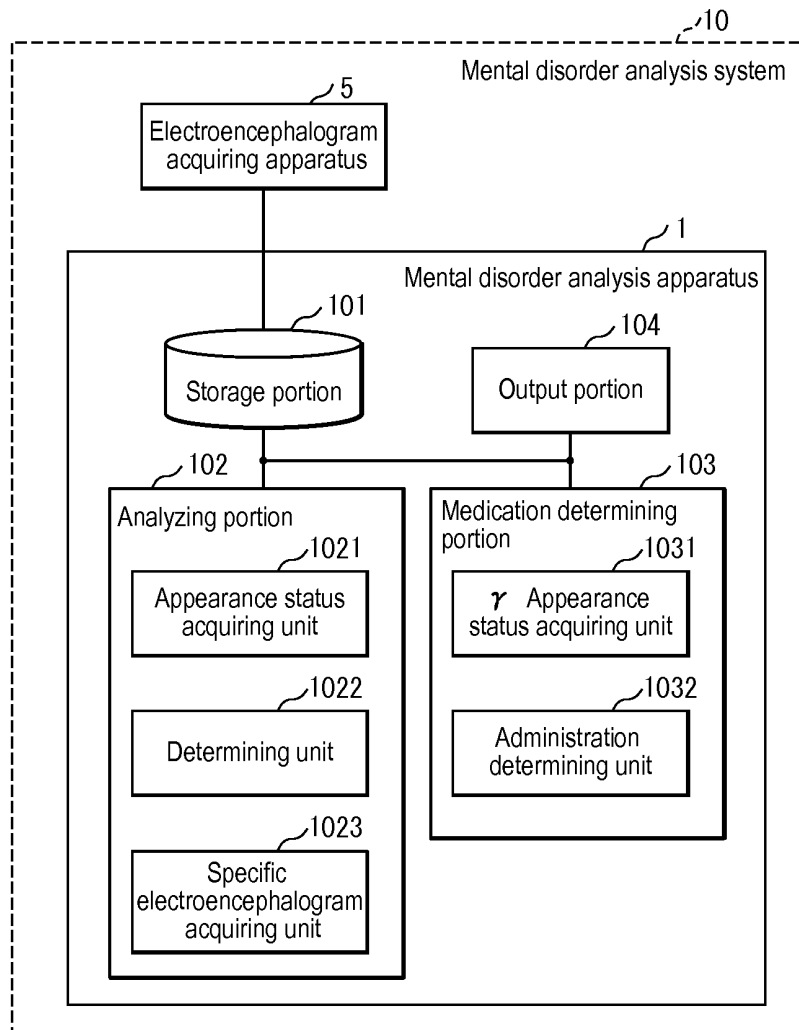 10
Mental disorder analysis system
5
Electroencephalogram
acquiring apparatus
1
Mental disorder analysis apparatus
101
Storage portion
104
Output portion
102
Analyzing portion
1021
Appearance status
acquiring unit
1022
Determining unit
1023
Specific
electroencephalogram
acquiring unit
103
Medication determining
portion
1031
γ Appearance
status acquiring unit
1032
Administration
determining unit